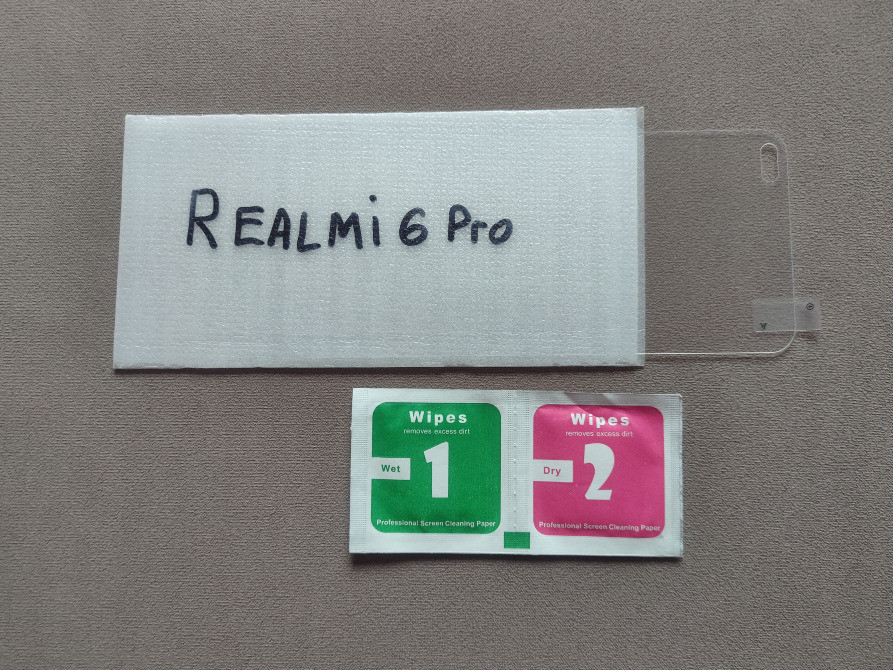 REALMi 6 Pro
Wipes
removes excess dirt
Wet
1
Professional Screen Cleaning Paper
Wipes
removes excess dirt
Dry
2
Professional Screen Cleaning Paper